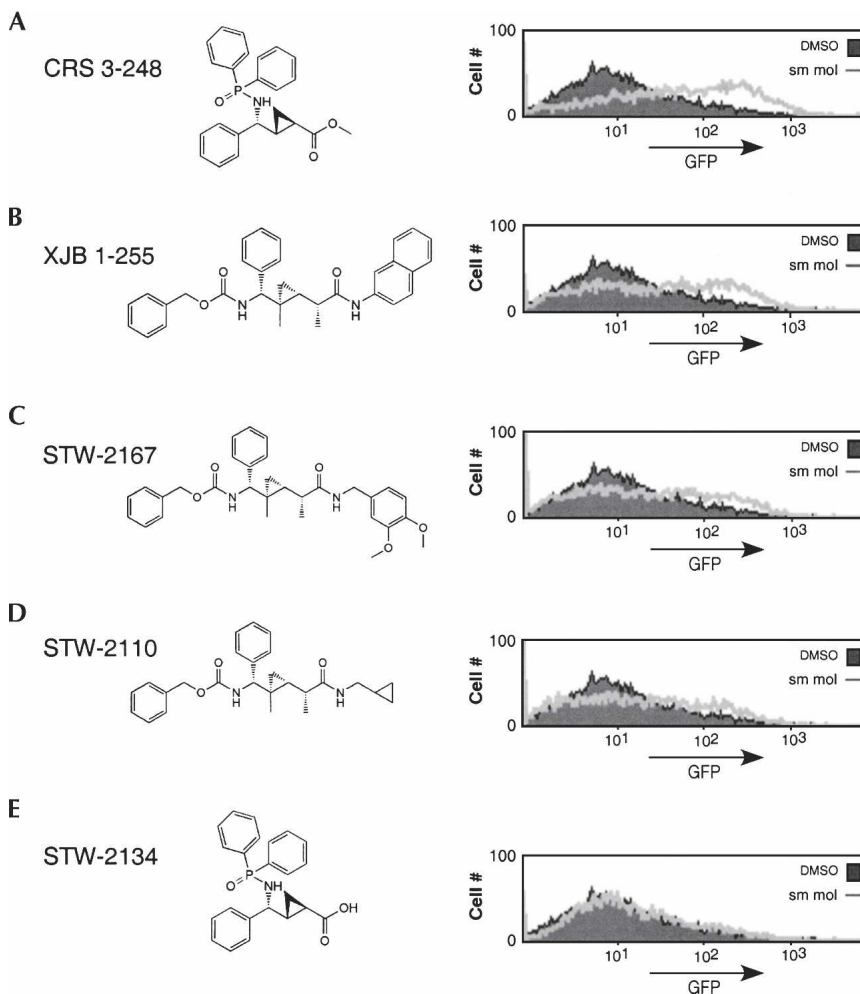 A
CRS 3-248
O
P
NH
O
O
Cell #
100
0
DMSO
sm mol
10¹ 10² 10³
GFP
B
XJB 1-255
O
O
N
H
O
N
H
Cell #
100
0
DMSO
sm mol
10¹ 10² 10³
GFP
C
STW-2167
O
O
N
H
O
N
H
O
O
Cell #
100
0
DMSO
sm mol
10¹ 10² 10³
GFP
D
STW-2110
O
O
N
H
O
N
H
Cell #
100
0
DMSO
sm mol
10¹ 10² 10³
GFP
E
STW-2134
O
P
NH
OH
O
Cell #
100
0
DMSO
sm mol
10¹ 10² 10³
GFP